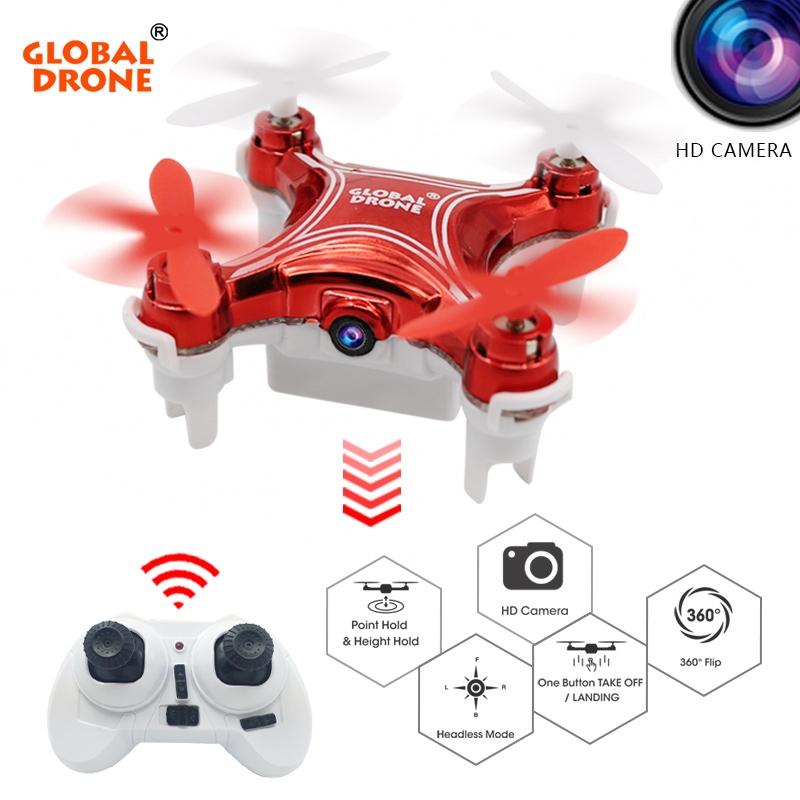 GLOBAL
DRONE ®
HD CAMERA
GLOBAL ®
DRONE
Point Hold
& Height Hold
HD Camera
360°
360° Flip
F
L R
B
Headless Mode
One Button TAKE OFF
/ LANDING